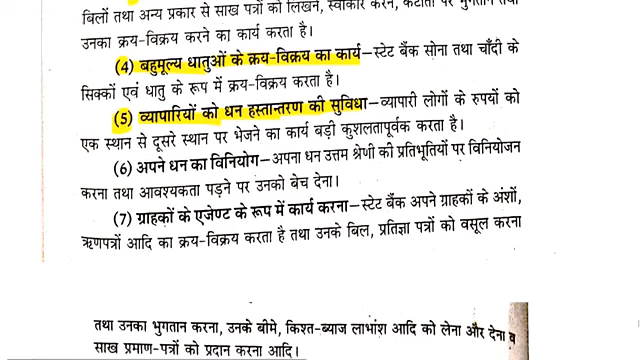 बिलों तथा अन्य प्रकार से साख पत्रों को लिखने, स्वीकार करने, कटौती पर भुगतान तथा
उनका क्रय-विक्रय करने का कार्य करता है।
(4) बहुमूल्य धातुओं के क्रय-विक्रय का कार्य–स्टेट बैंक सोना तथा चाँदी के
सिक्कों एवं धातु के रूप में क्रय-विक्रय करता है।
(5) व्यापारियों को धन हस्तान्तरण की सुविधा–व्यापारी लोगों के रुपयों को
एक स्थान से दूसरे स्थान पर भेजने का कार्य बड़ी कुशलतापूर्वक करता है।
(6) अपने धन का विनियोग–अपना धन उत्तम श्रेणी की प्रतिभूतियों पर विनियोजन
करना तथा आवश्यकता पड़ने पर उनको बेच देना।
(7) ग्राहकों के एजेण्ट के रूप में कार्य करना–स्टेट बैंक अपने ग्राहकों के अंशों,
ऋणपत्रों आदि का क्रय-विक्रय करता है तथा उनके बिल, प्रतिज्ञा पत्रों को वसूल करना
तथा उनका भुगतान करना, उनके बीमे, किश्त-ब्याज लाभांश आदि को लेना और देना व
साख प्रमाण-पत्रों को प्रदान करना आदि।